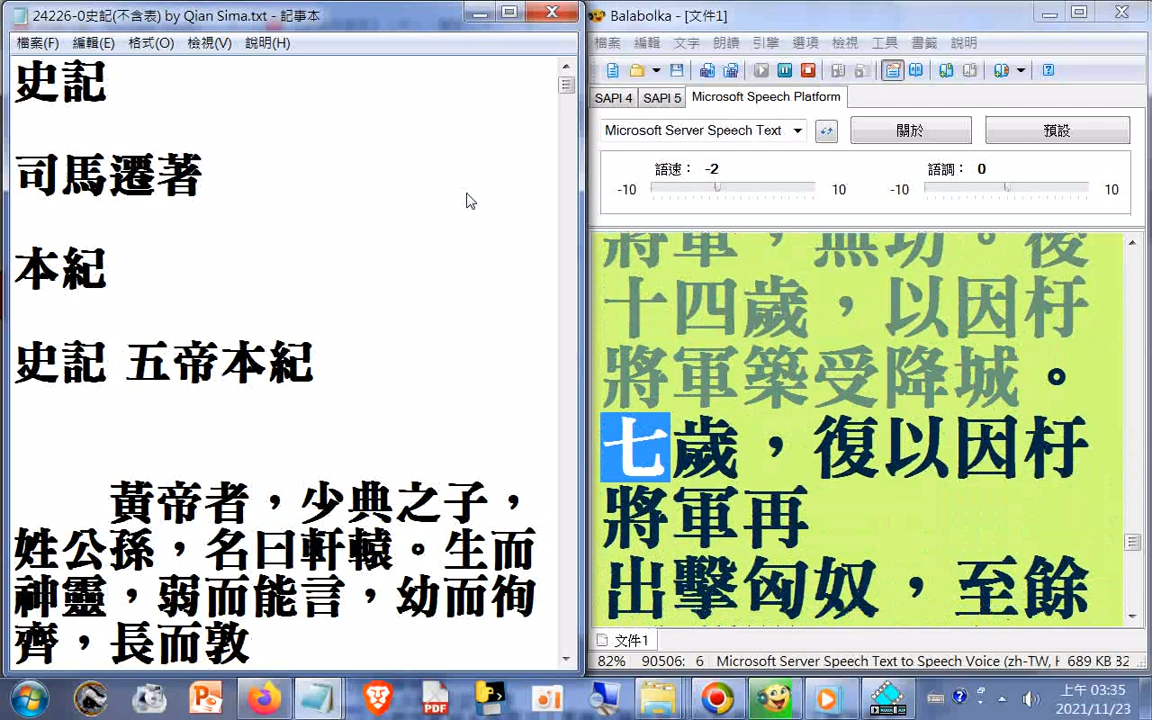 24226-0史記(不含表) by Qian Sima.txt - 記事本
檔案(F) 編輯(E) 格式(O) 檢視(V) 說明(H)
史記
司馬遷著
本紀
史記 五帝本紀
黃帝者，少典之子，
姓公孫，名曰軒轅。生而
神靈，弱而能言，幼而徇
齊，長而敦
Balabolka - [文件1]
檔案 編輯 文字 朗讀 引擎 選項 檢視 工具 書籤 說明
SAPI 4 SAPI 5 Microsoft Speech Platform
Microsoft Server Speech Text 關於 預設
語速： -2 語調： 0
-10 10 -10 10
將軍，無功。後
十四歲，以因杅
將軍築受降城。
七歲，復以因杅
將軍再
出擊匈奴，至餘
文件1
82% 90506: 6 Microsoft Server Speech Text to Speech Voice (zh-TW, H 689 KB 32
PDF
上午 03:35
2021/11/23